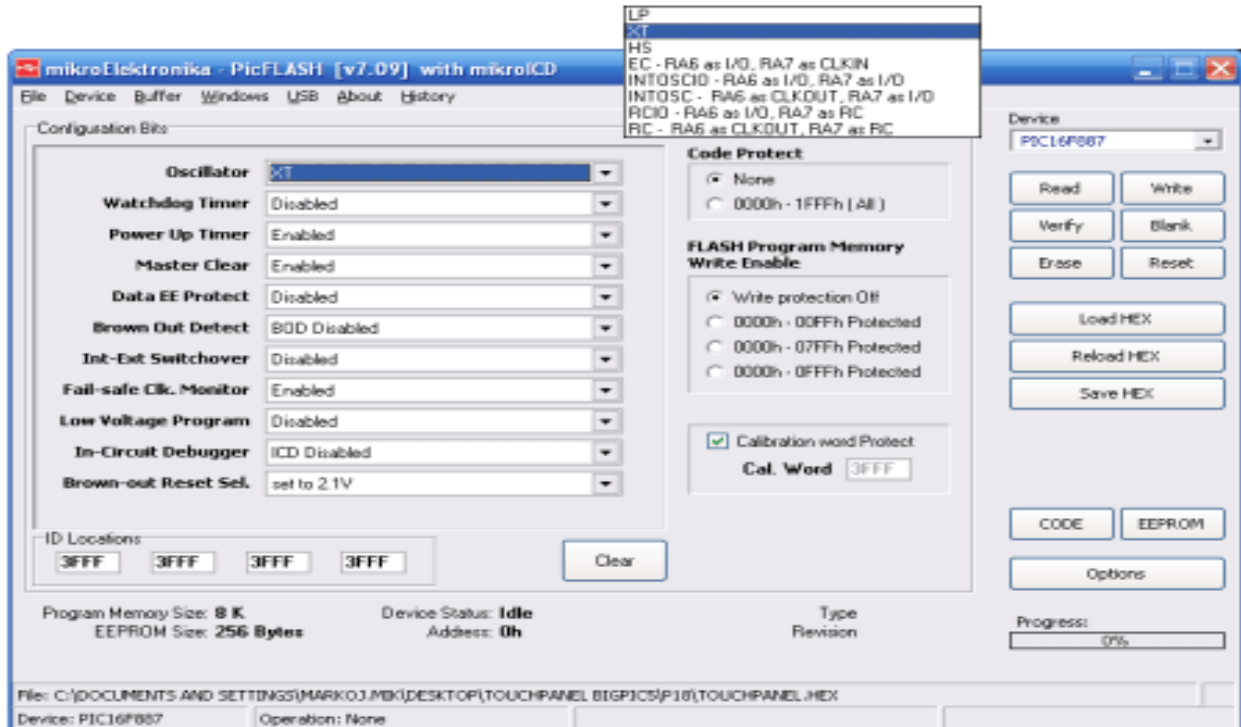 LP
XT
HS
EC - RA6 as I/O, RA7 as CLKIN
INTOSCIO - RA6 as I/O, RA7 as I/O
INTOSC - RA6 as CLKOUT, RA7 as I/O
RCIO - RA6 as I/O, RA7 as RC
RC - RA6 as CLKOUT, RA7 as RC
mikroElektronika - PicFLASH [v7.09] with mikroICD
File Device Buffer Windows USB About History
Configuration Bits
Oscillator XT
Watchdog Timer Disabled
Power Up Timer Enabled
Master Clear Enabled
Data EE Protect Disabled
Brown Out Detect BOD Disabled
Int-Ext Switchover Disabled
Fail-safe Clk. Monitor Enabled
Low Voltage Program Disabled
In-Circuit Debugger ICD Disabled
Brown-out Reset Sel. set to 2.1V
Code Protect
None
0000h - 1FFFh ( All )
FLASH Program Memory
Write Enable
Write protection Off
0000h - 00FFh Protected
0000h - 07FFh Protected
0000h - 0FFFh Protected
Calibration word Protect
Cal. Word 3FFF
ID Locations
3FFF 3FFF 3FFF 3FFF
Clear
Device
PIC16F887
Read Write
Verify Blank
Erase Reset
Load HEX
Reload HEX
Save HEX
CODE EEPROM
Options
Progress:
0%
Program Memory Size: 8 K Device Status: Idle Type
EEPROM Size: 256 Bytes Address: 0h Revision
File: C:\DOCUMENTS AND SETTINGS\MARKOJ.MIK\DESKTOP\TOUCHPANEL BIGPIC5\P18\TOUCHPANEL.HEX
Device: PIC16F887 Operation: None